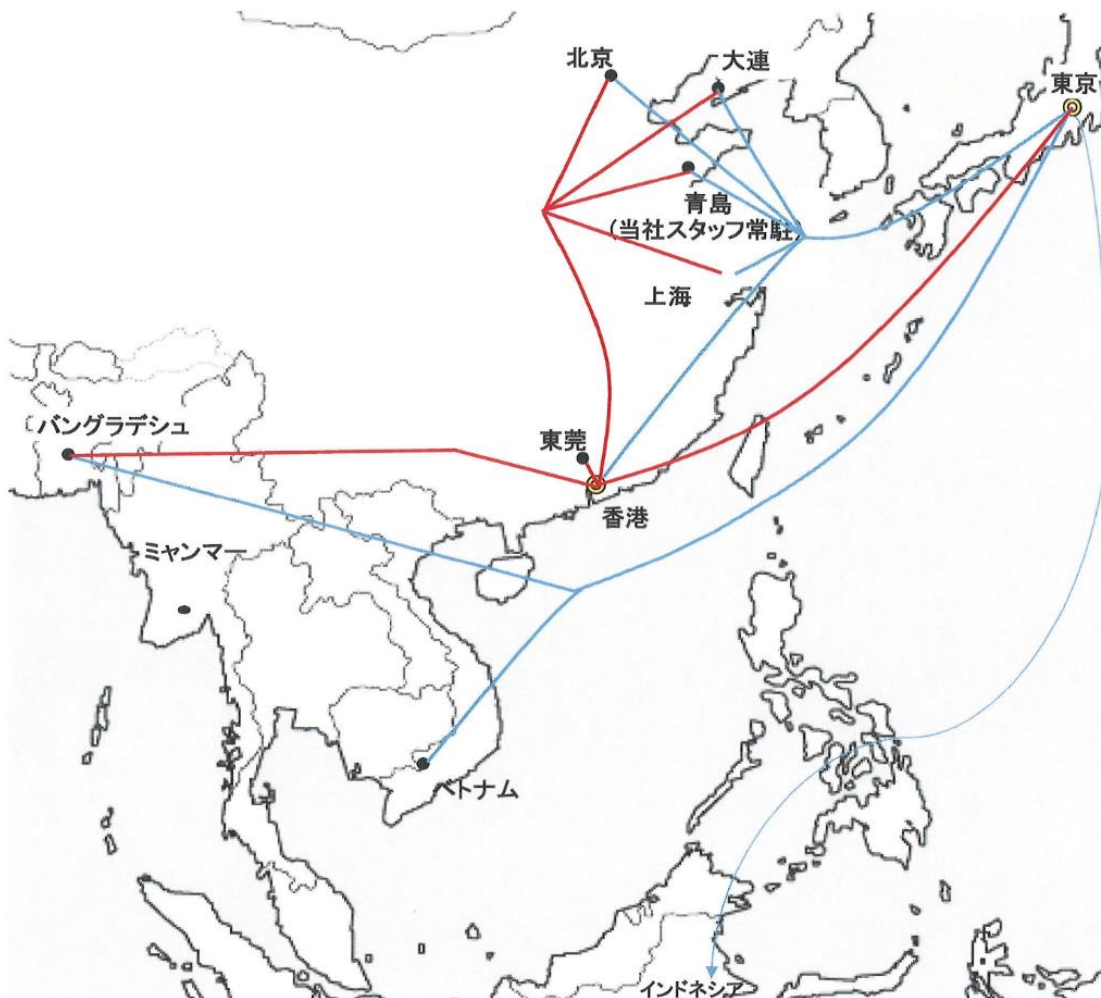 北京
大連
東京
青島
(当社スタッフ常駐)
上海
バングラデシュ
東莞
香港
ミャンマー
ベトナム
インドネシア